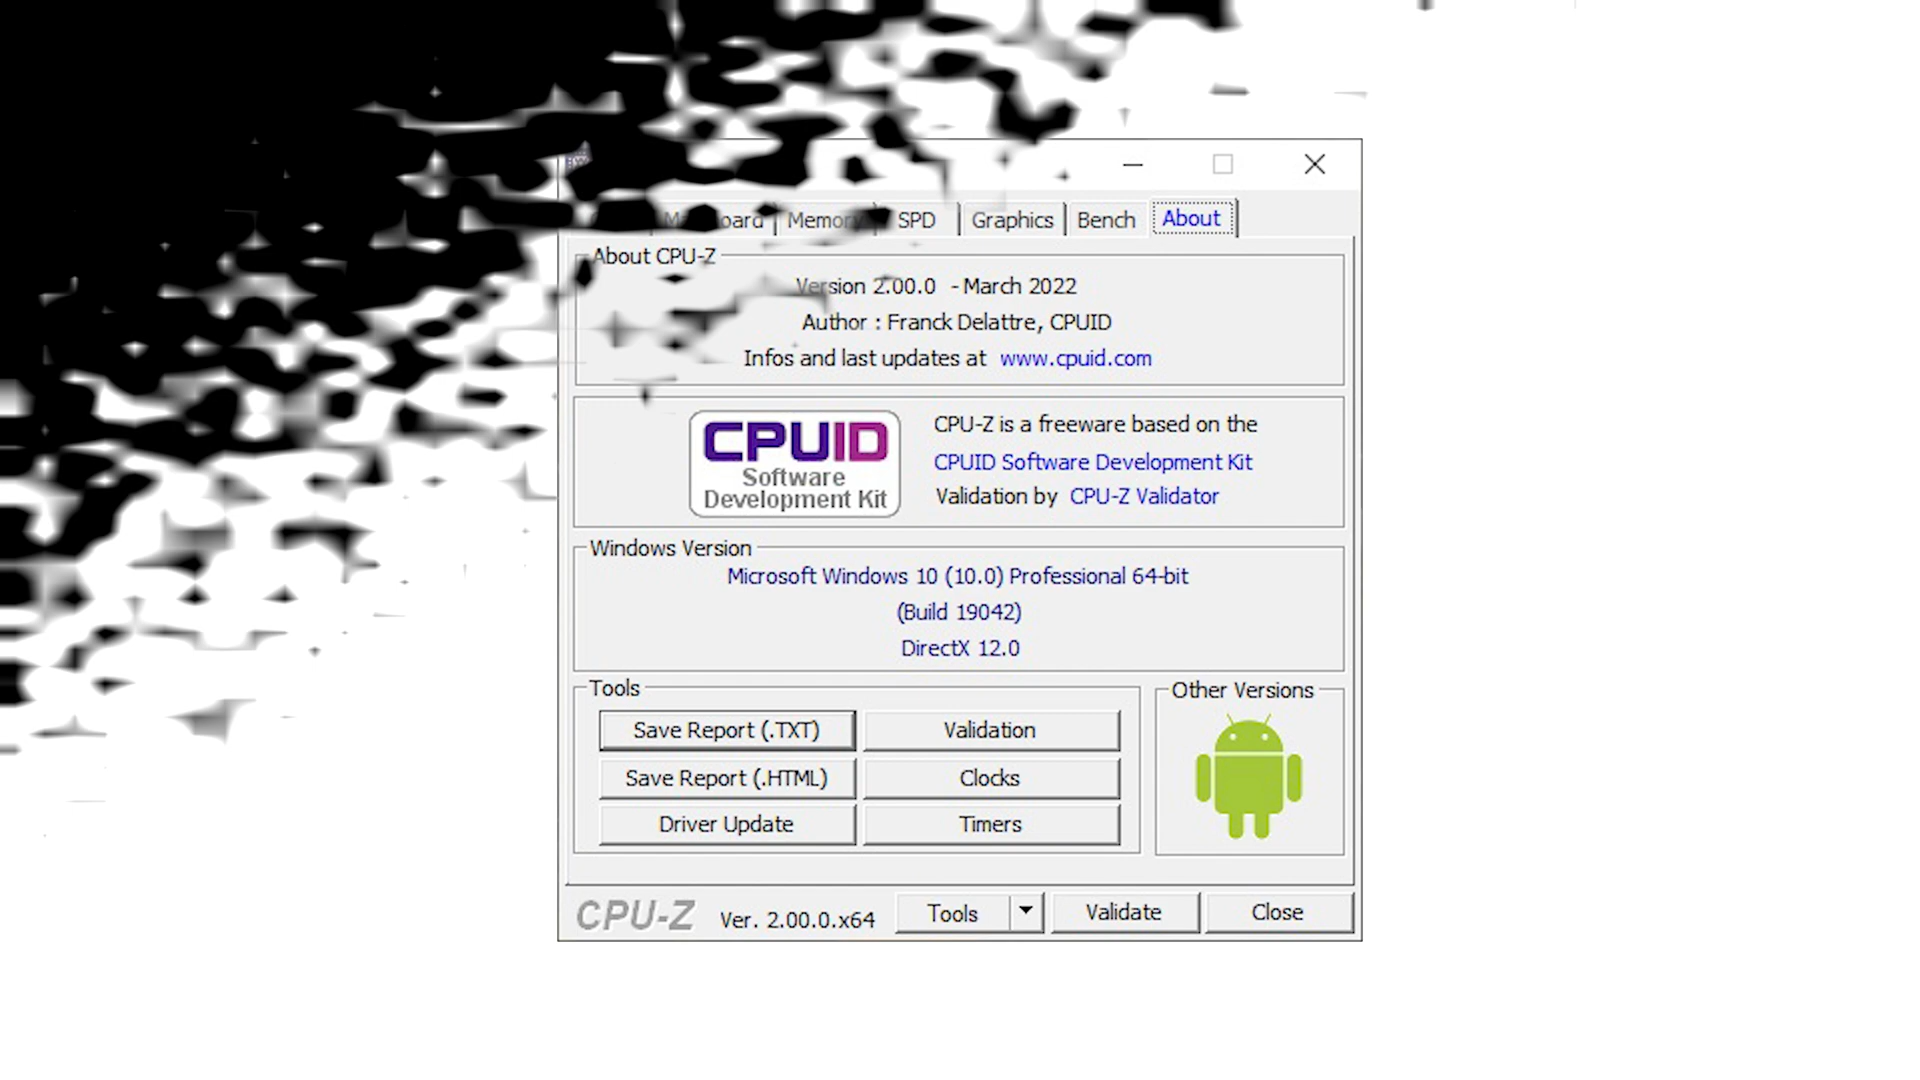 Memory SPD Graphics Bench About
About CPU-Z
Version 2.00.0 - March 2022
Author : Franck Delattre, CPUID
Infos and last updates at www.cpuid.com
CPUID
Software
Development Kit
CPU-Z is a freeware based on the
CPUID Software Development Kit
Validation by CPU-Z Validator
Windows Version
Microsoft Windows 10 (10.0) Professional 64-bit
(Build 19042)
DirectX 12.0
Tools
Save Report (.TXT) Validation
Save Report (.HTML) Clocks
Driver Update Timers
Other Versions
CPU-Z Ver. 2.00.0.x64 Tools Validate Close